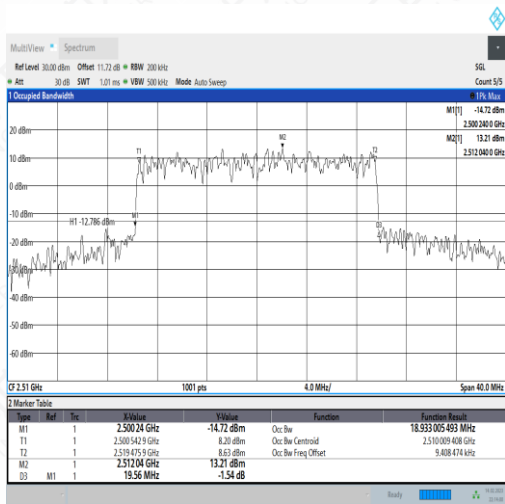 MultiView Spectrum
Ref Level 30.00 dBm Offset 11.72 dB RBW 200 kHz SGL
Att 30 dB SWT 1.01 ms VBW 500 kHz Mode Auto Sweep Count 5/5
1 Occupied Bandwidth 1Pk Max
M1[1] -14.72 dBm
2.500 240 0 GHz
M2[1] 13.21 dBm
2.512 040 0 GHz
20 dBm
M2
T1
T2
10 dBm
0 dBm
-10 dBm
M1
H1 -12.786 dBm
D3
-20 dBm
-30 dBm
-40 dBm
-50 dBm
-60 dBm
CF 2.51 GHz 1001 pts 4.0 MHz/ Span 40.0 MHz
2 Marker Table
Type Ref Trc X-Value Y-Value Function Function Result
M1 1 2.500 24 GHz -14.72 dBm Occ Bw 18.933 005 493 MHz
T1 1 2.500 542 9 GHz 8.20 dBm Occ Bw Centroid 2.510 009 408 GHz
T2 1 2.519 475 9 GHz 8.63 dBm Occ Bw Freq Offset 9.408 474 kHz
M2 1 2.512 04 GHz 13.21 dBm
D3 M1 1 19.56 MHz -1.54 dB
Ready